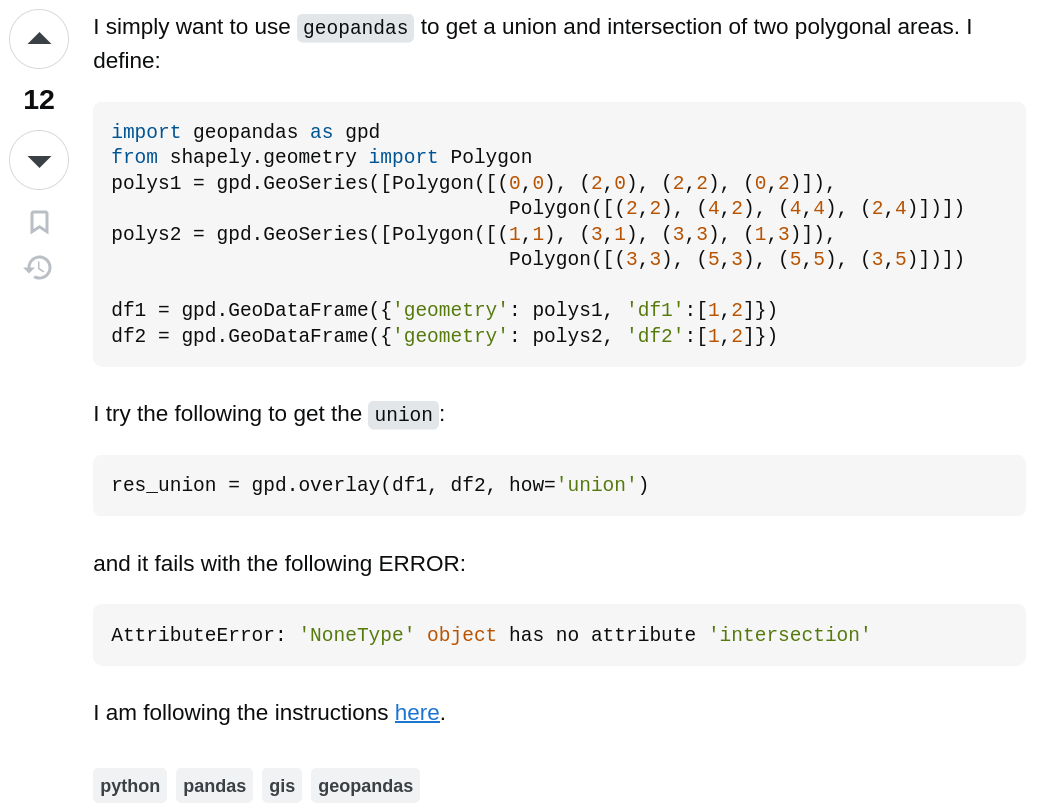 I simply want to use geopandas to get a union and intersection of two polygonal areas. I
define:
12
import geopandas as gpd
from shapely.geometry import Polygon
polys1 = gpd.GeoSeries([Polygon([(0,0), (2,0), (2,2), (0,2)]),
                                  Polygon([(2,2), (4,2), (4,4), (2,4)])])
polys2 = gpd.GeoSeries([Polygon([(1,1), (3,1), (3,3), (1,3)]),
                                  Polygon([(3,3), (5,3), (5,5), (3,5)])])

df1 = gpd.GeoDataFrame({'geometry': polys1, 'df1':[1,2]})
df2 = gpd.GeoDataFrame({'geometry': polys2, 'df2':[1,2]})
I try the following to get the union:
res_union = gpd.overlay(df1, df2, how='union')
and it fails with the following ERROR:
AttributeError: 'NoneType' object has no attribute 'intersection'
I am following the instructions here.
python pandas gis geopandas